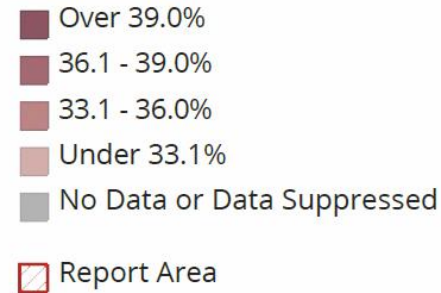 Over 39.0%
36.1 - 39.0%
33.1 - 36.0%
Under 33.1%
No Data or Data Suppressed
Report Area